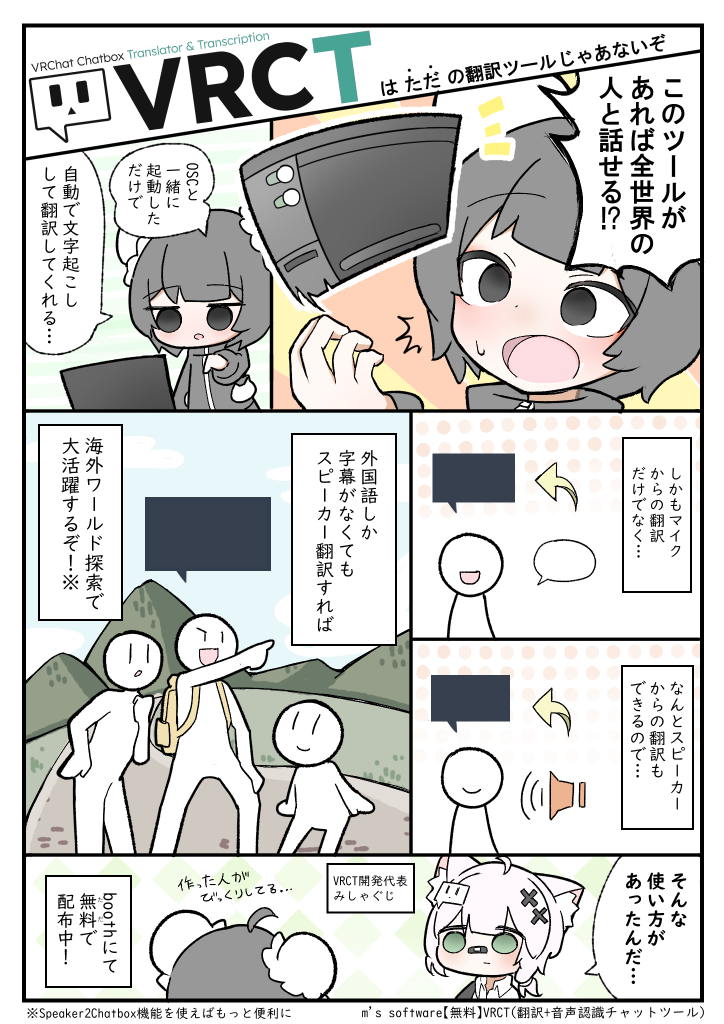 VRChat Chatbox Translator & Transcription
VRCT
は ただ の翻訳ツールじゃあないぞ
このツールが
あれば全世界の
人と話せる!?
OSCと
一緒に
起動した
だけで
自動で文字起こし
して翻訳してくれる…
しかもマイク
からの翻訳
だけでなく…
なんとスピーカー
からの翻訳も
できるので…
外国語しか
字幕がなくても
スピーカー翻訳すれば
海外ワールド探索で
大活躍するぞ!※
そんな
使い方が
あったんだ…
VRCT開発代表
みしゃぐじ
作った人が
びっくりしてる…
boothにて
無料で
配布中!
※Speaker2Chatbox機能を使えばもっと便利に
m's software【無料】VRCT(翻訳+音声認識チャットツール)